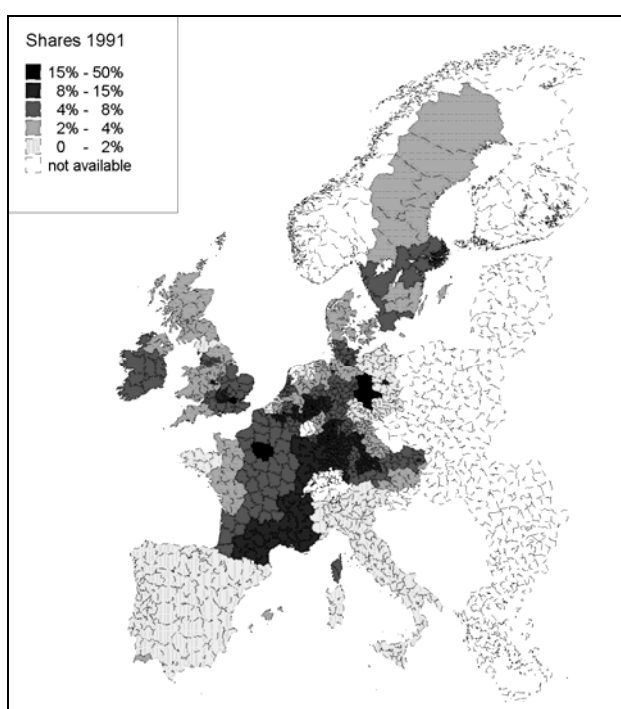 Shares 1991
15% - 50%
8% - 15%
4% - 8%
2% - 4%
0 - 2%
not available